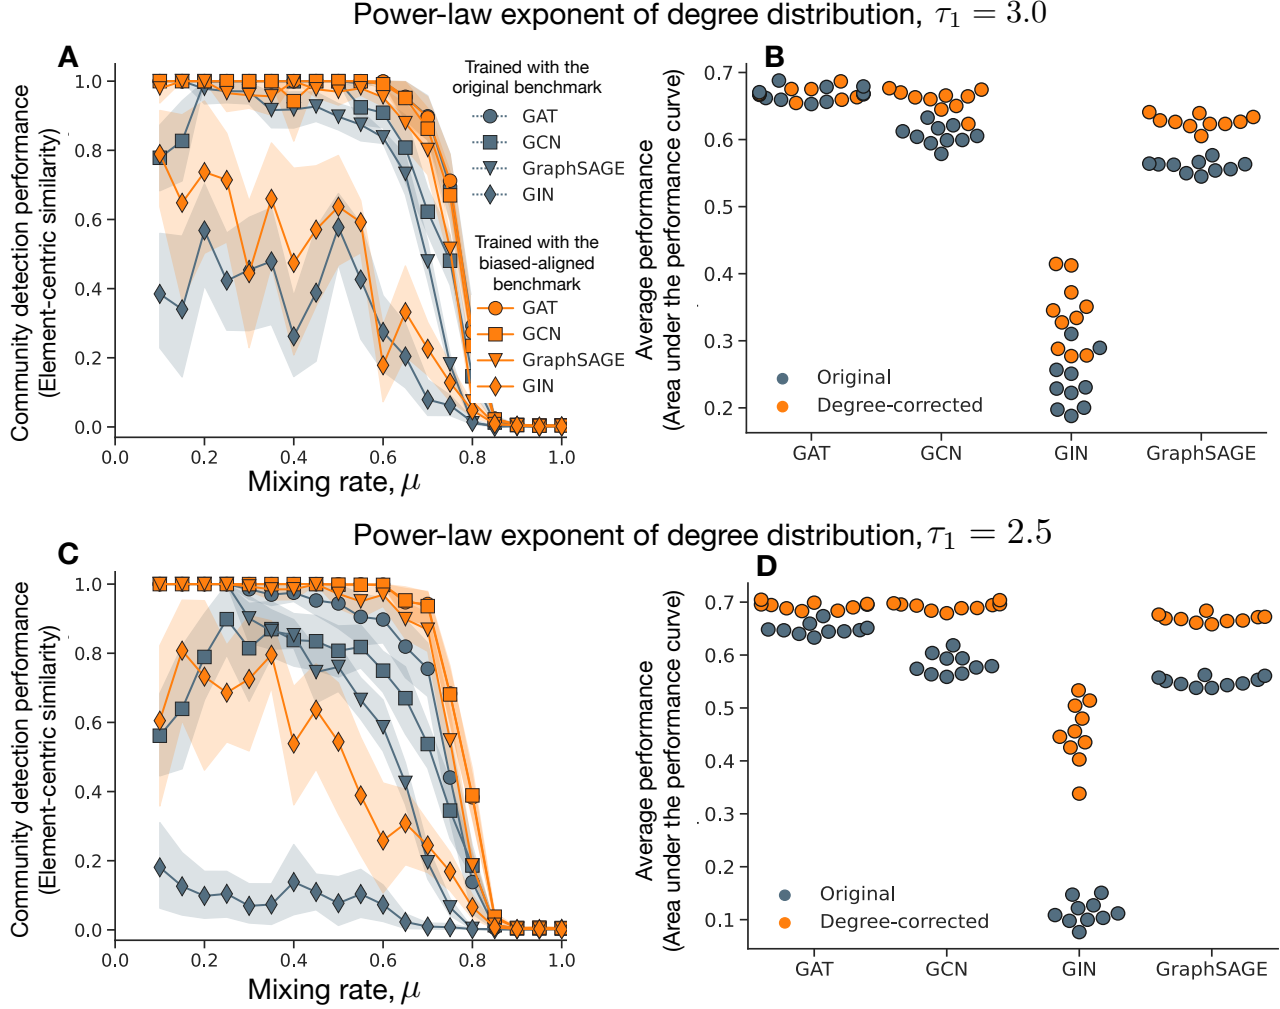 Power-law exponent of degree distribution, τ₁ = 3.0
A
Community detection performance
(Element-centric similarity)
1.0
0.8
0.6
0.4
0.2
0.0
0.0
0.2
0.4
0.6
0.8
1.0
Mixing rate, μ
Trained with the
original benchmark
GAT
GCN
GraphSAGE
GIN
Trained with the
biased-aligned
benchmark
GAT
GCN
GraphSAGE
GIN
B
Average performance
(Area under the performance curve)
0.7
0.6
0.5
0.4
0.3
0.2
Original
Degree-corrected
GAT
GCN
GIN
GraphSAGE
Power-law exponent of degree distribution, τ₁ = 2.5
C
Community detection performance
(Element-centric similarity)
1.0
0.8
0.6
0.4
0.2
0.0
0.0
0.2
0.4
0.6
0.8
1.0
Mixing rate, μ
D
Average performance
(Area under the performance curve)
0.7
0.6
0.5
0.4
0.3
0.2
0.1
Original
Degree-corrected
GAT
GCN
GIN
GraphSAGE